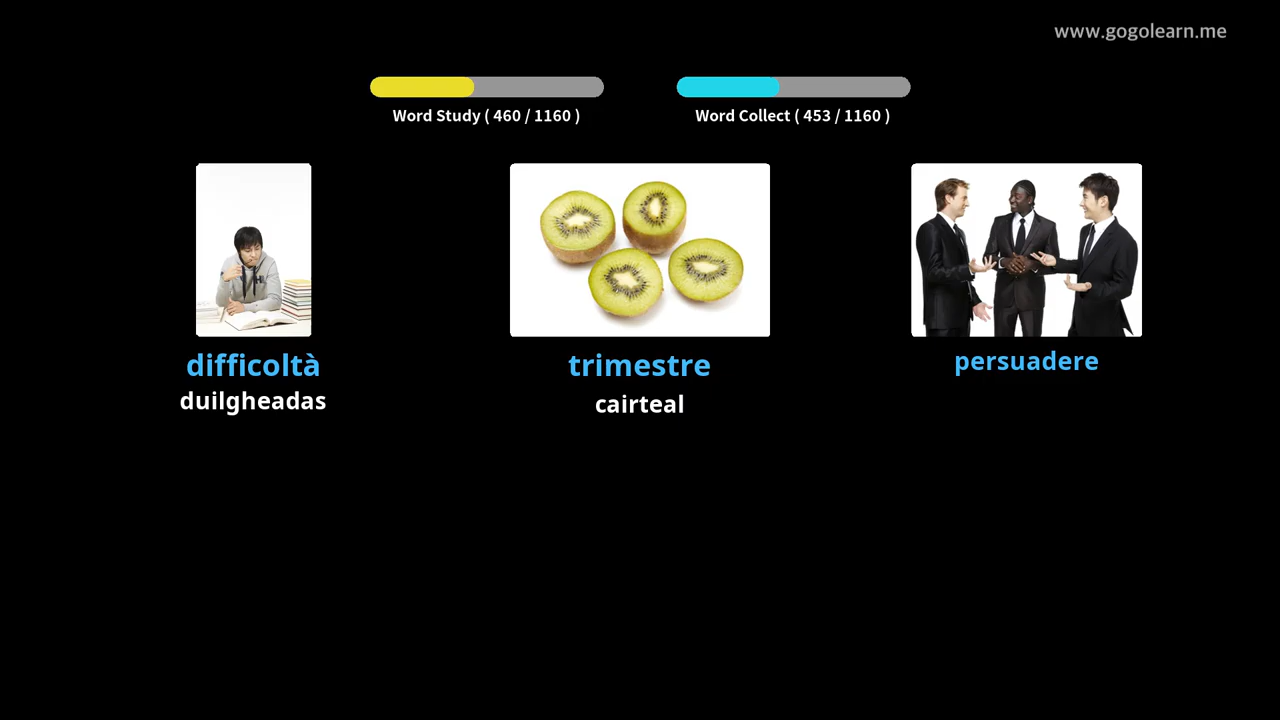 www.gogolearn.me
Word Study ( 460 / 1160 )
Word Collect ( 453 / 1160 )
difficoltà
duilgheadas
trimestre
cairteal
persuadere